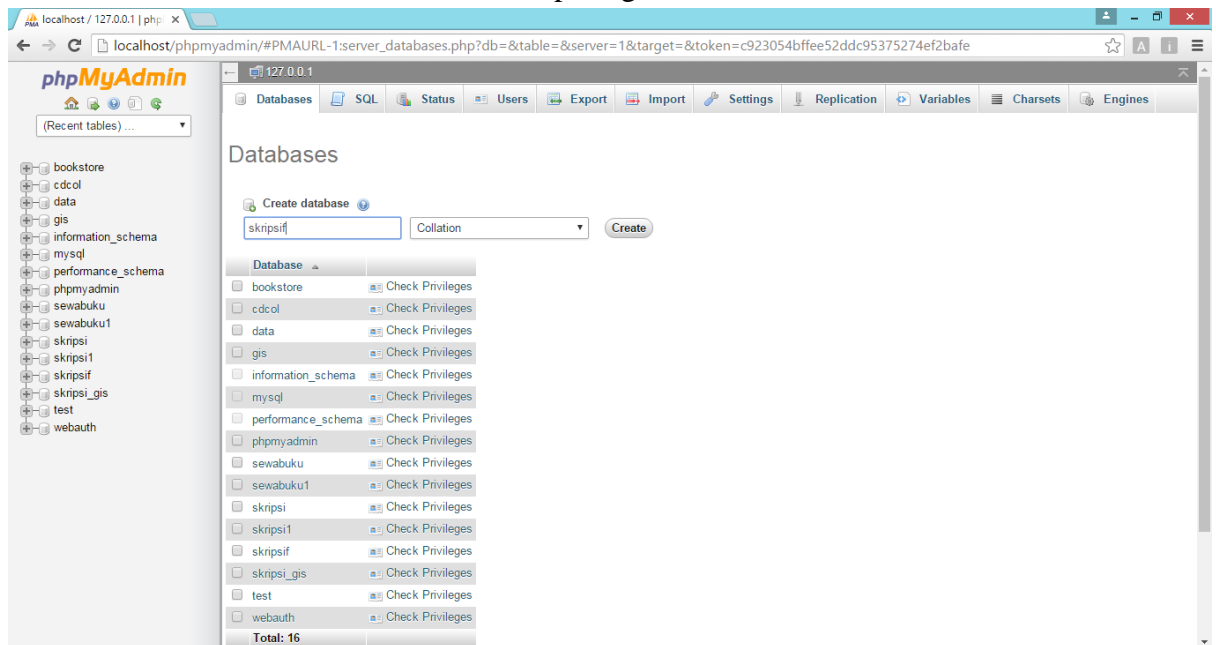 localhost / 127.0.0.1 | php
localhost/phpmyadmin/#PMAURL-1:server_databases.php?db=&table=&server=1&target=&token=c923054bffee52ddc95375274ef2bafe
phpMyAdmin
(Recent tables) ...
bookstore
cdcol
data
gis
information_schema
mysql
performance_schema
phpmyadmin
sewabuku
sewabuku1
skripsi
skripsi1
skripsif
skripsi_gis
test
webauth
127.0.0.1
Databases SQL Status Users Export Import Settings Replication Variables Charsets Engines
Databases
Create database
skripsif Collation Create
Database
bookstore Check Privileges
cdcol Check Privileges
data Check Privileges
gis Check Privileges
information_schema Check Privileges
mysql Check Privileges
performance_schema Check Privileges
phpmyadmin Check Privileges
sewabuku Check Privileges
sewabuku1 Check Privileges
skripsi Check Privileges
skripsi1 Check Privileges
skripsif Check Privileges
skripsi_gis Check Privileges
test Check Privileges
webauth Check Privileges
Total: 16